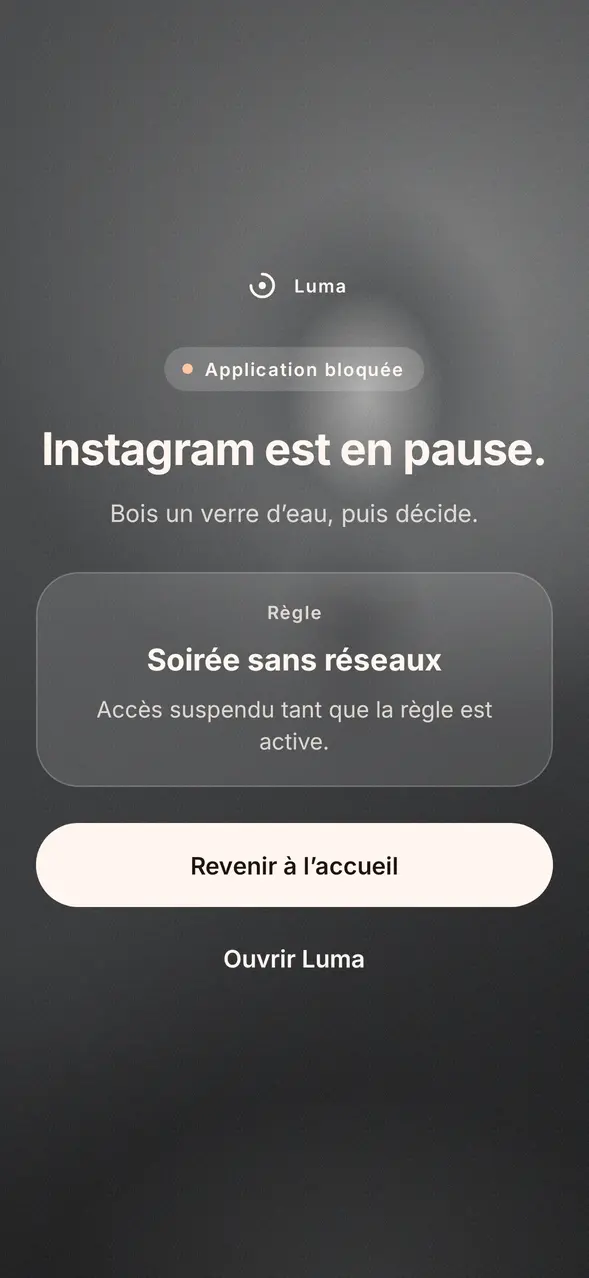 Luma
Application bloquée
Instagram est en pause.
Bois un verre d’eau, puis décide.
Règle
Soirée sans réseaux
Accès suspendu tant que la règle est
active.
Revenir à l’accueil
Ouvrir Luma